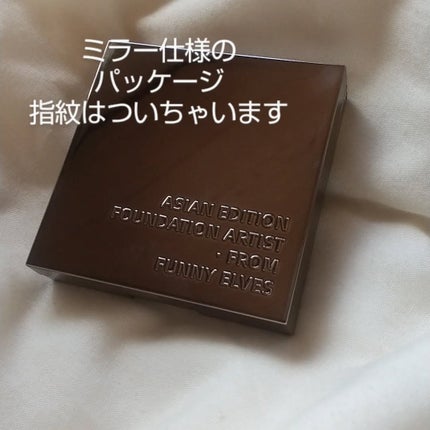 ミラー仕様の
パッケージ
指紋はついちゃいます
ASIAN EDITION
FOUNDATION ARTIST
・FROM
FUNNY ELVES